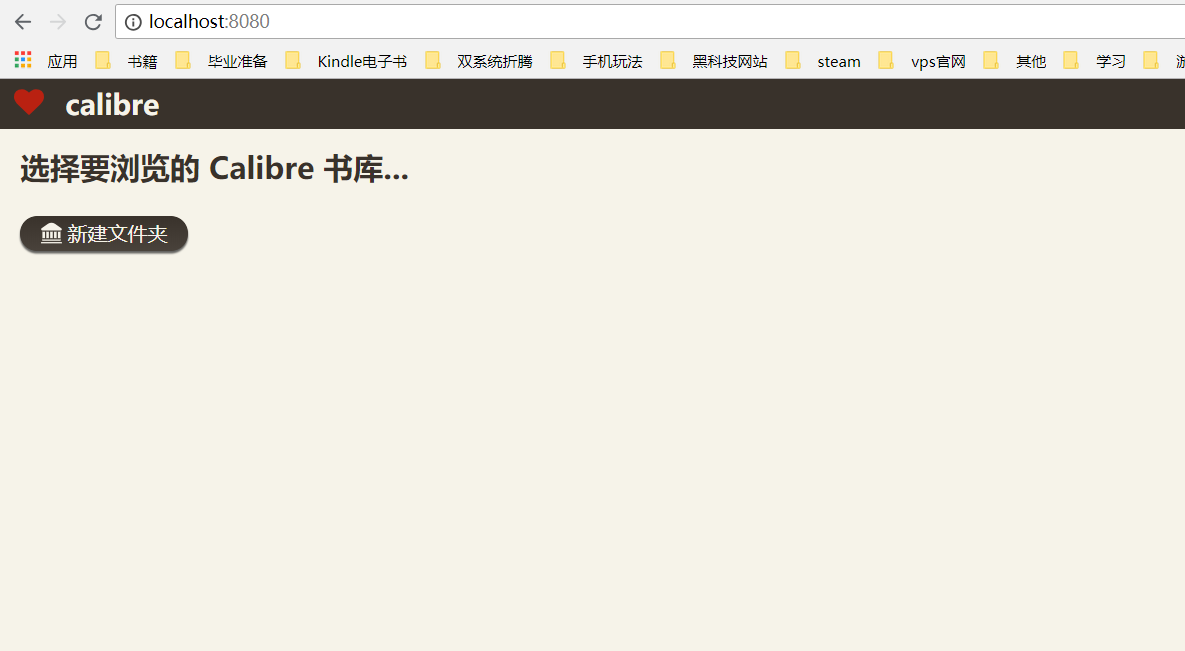 localhost:8080
应用 书籍 毕业准备 Kindle电子书 双系统折腾 手机玩法 黑科技网站 steam vps官网 其他 学习
calibre
选择要浏览的 Calibre 书库...
新建文件夹